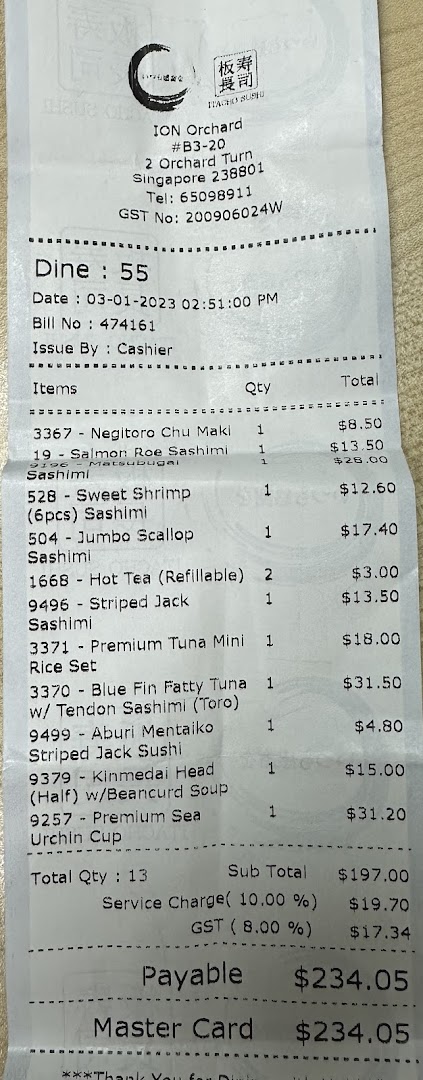 板寿
長司
ITACHO SUSHI
ION Orchard
#B3-20
2 Orchard Turn
Singapore 238801
Tel: 65098911
GST No: 200906024W
Dine : 55
Date : 03-01-2023 02:51:00 PM
Bill No : 474161
Issue By : Cashier
Items Qty Total
3367 - Negitoro Chu Maki 1 $8.50
19 - Salmon Roe Sashimi 1 $13.50
9196 - Matsubugai 1 $28.00
Sashimi
528 - Sweet Shrimp 1 $12.60
(6pcs) Sashimi
504 - Jumbo Scallop 1 $17.40
Sashimi
1668 - Hot Tea (Refillable) 2 $3.00
9496 - Striped Jack 1 $13.50
Sashimi
3371 - Premium Tuna Mini 1 $18.00
Rice Set
3370 - Blue Fin Fatty Tuna 1 $31.50
w/ Tendon Sashimi (Toro)
9499 - Aburi Mentaiko 1 $4.80
Striped Jack Sushi
9379 - Kinmedai Head 1 $15.00
(Half) w/Beancurd Soup
9257 - Premium Sea 1 $31.20
Urchin Cup
Total Qty : 13 Sub Total $197.00
Service Charge( 10.00 %) $19.70
GST ( 8.00 %) $17.34
Payable $234.05
Master Card $234.05
***Thank You for